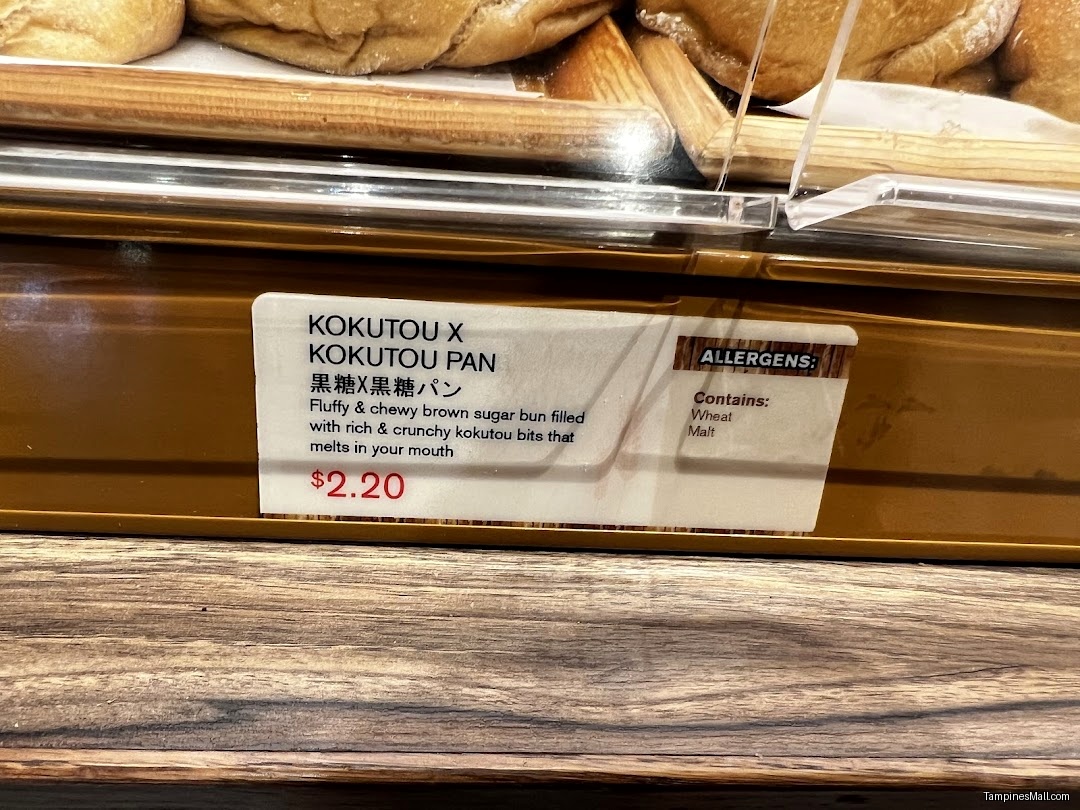 KOKUTOU X
KOKUTOU PAN
黒糖X黒糖パン
Fluffy & chewy brown sugar bun filled
with rich & crunchy kokutou bits that
melts in your mouth
$2.20
ALLERGENS:
Contains:
Wheat
Malt
TampinesMall.com